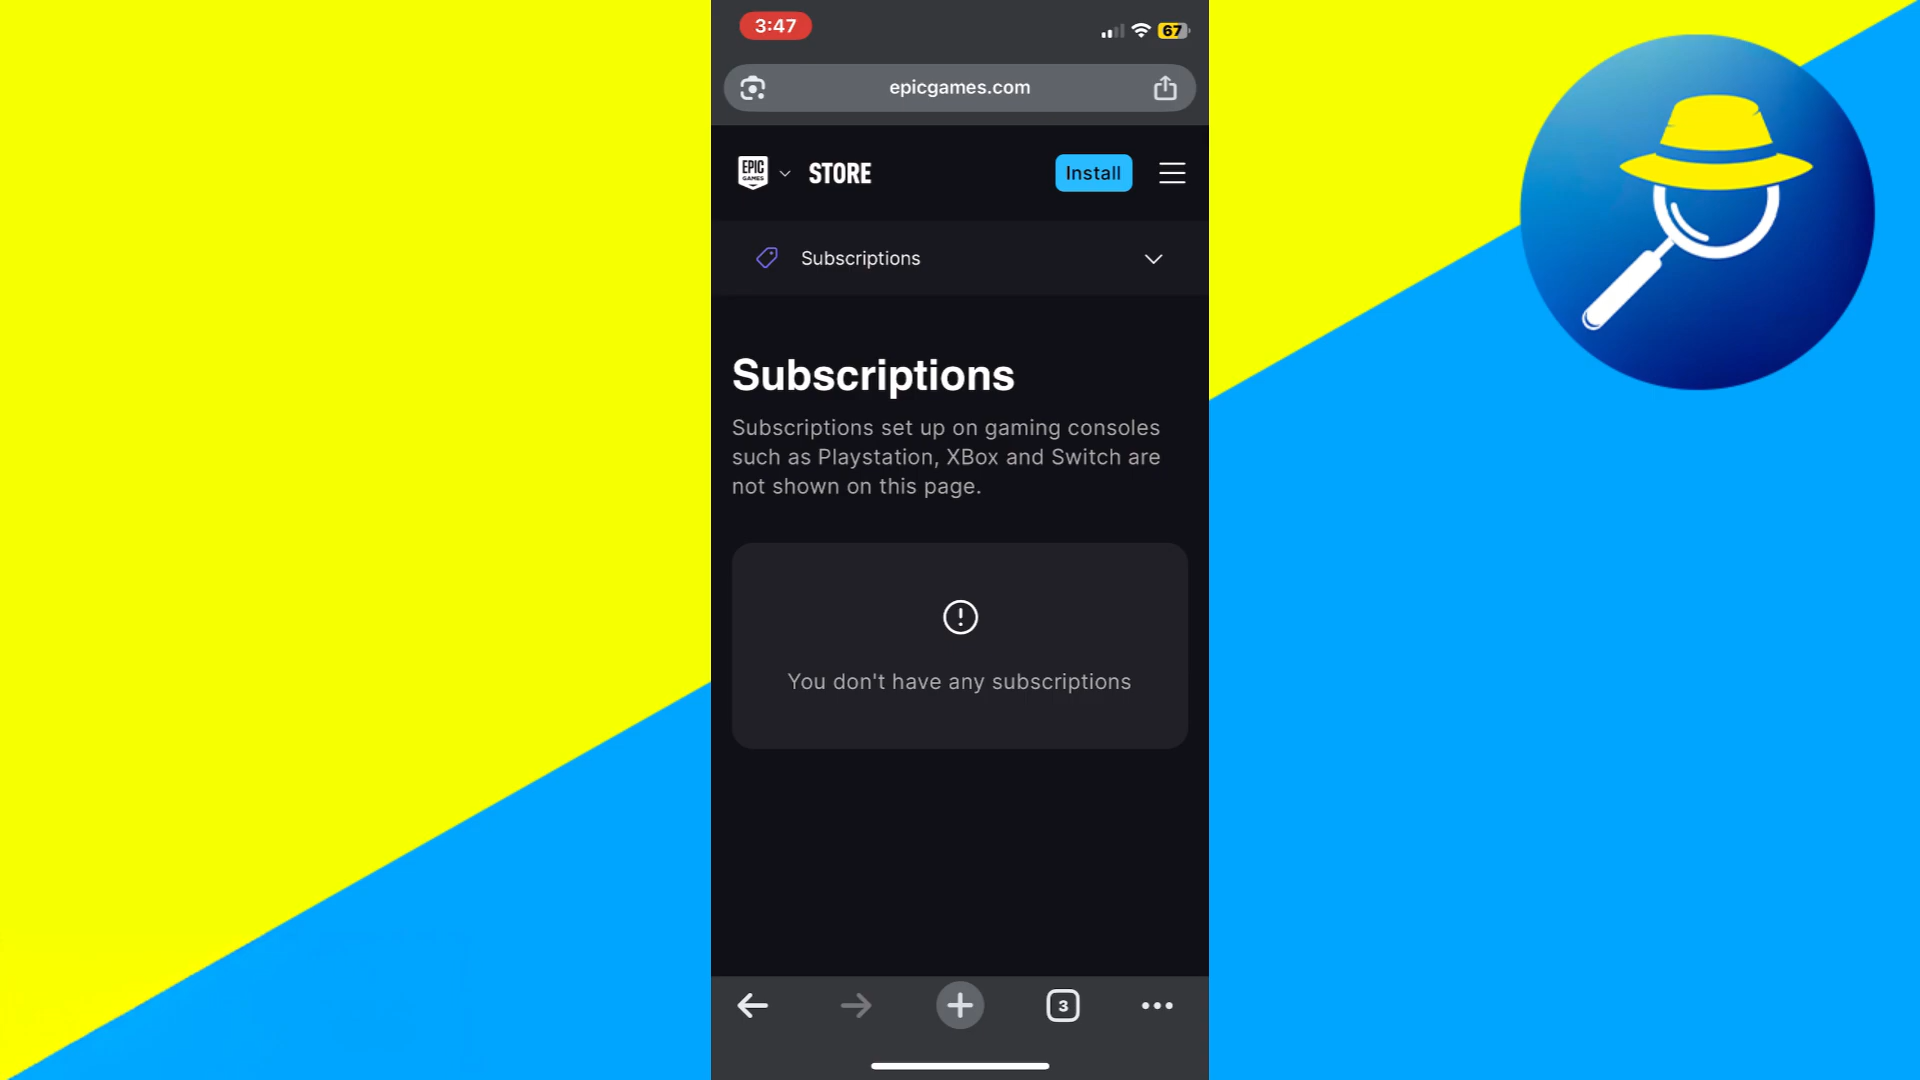 3:47
67
epicgames.com
EPIC
GAMES
STORE
Install
Subscriptions
Subscriptions
Subscriptions set up on gaming consoles
such as Playstation, XBox and Switch are
not shown on this page.
You don't have any subscriptions
3